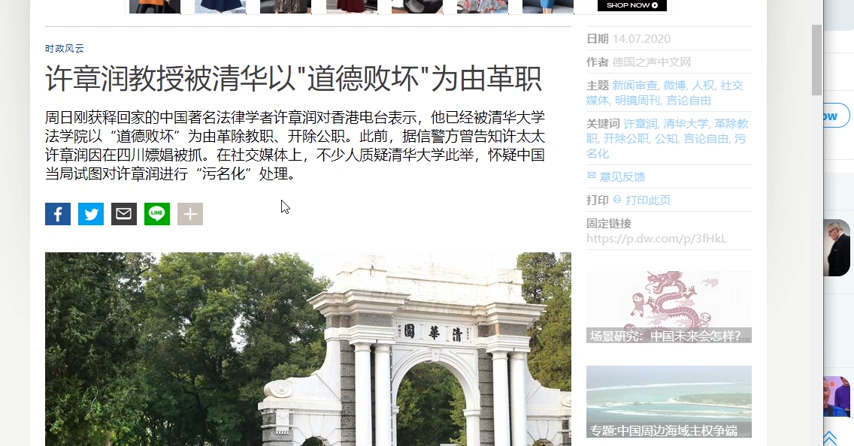 SHOP NOW
时政风云
许章润教授被清华以"道德败坏"为由革职
周日刚获释回家的中国著名法律学者许章润对香港电台表示，他已经被清华大学
法学院以“道德败坏”为由革除教职、开除公职。此前，据信警方曾告知许太太
许章润因在四川嫖娼被抓。在社交媒体上，不少人质疑清华大学此举，怀疑中国
当局试图对许章润进行“污名化”处理。
LINE
清華園
日期 14.07.2020
作者 德国之声中文网
主题 新闻审查, 微博, 人权, 社交
媒体, 明镜周刊, 言论自由
关键词 许章润, 清华大学, 革除教
职, 开除公职, 公知, 言论自由, 污
名化
意见反馈
打印 打印此页
固定链接
https://p.dw.com/p/3fHkL
场景研究：中国未来会怎样？
专题:中国周边海域主权争端
ow